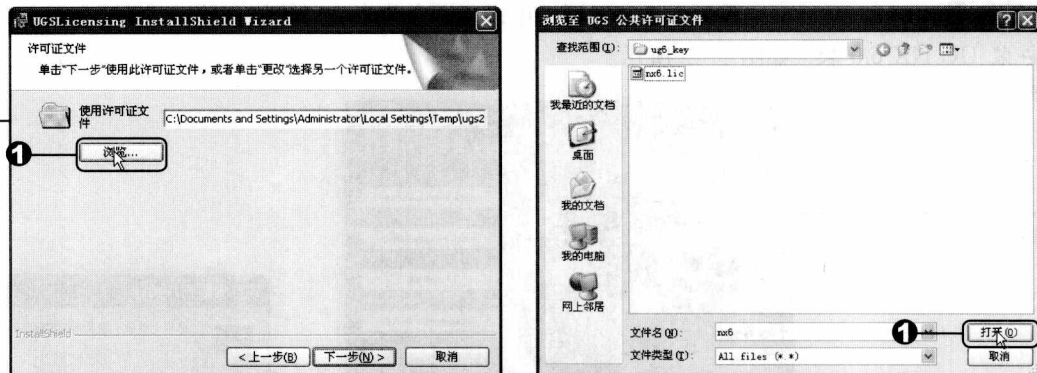 UGSLicensing InstallShield Wizard
许可证文件
单击"下一步"使用此许可证文件，或者单击"更改"选择另一个许可证文件。
使用许可证文
件
C:\Documents and Settings\Administrator\Local Settings\Temp\ugs2
1
浏览...
InstallShield
<上一步(B)
下一步(N) >
取消
浏览至 UGS 公共许可证文件
查找范围(I):
ug6_key
nx6.lic
我最近的文档
桌面
我的文档
我的电脑
网上邻居
文件名(N):
nx6
1
打开(O)
文件类型(T):
All files (*.*)
取消